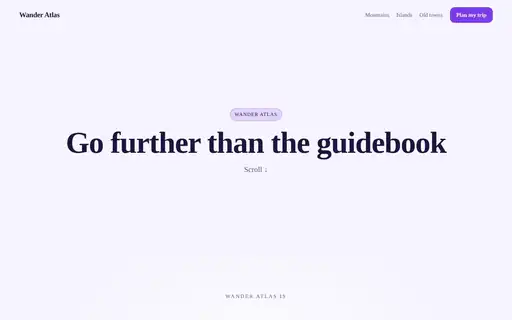 Wander Atlas
Mountains Islands Old towns Plan my trip
WANDER ATLAS
Go further than the guidebook
Scroll ↓
WANDER ATLAS IS